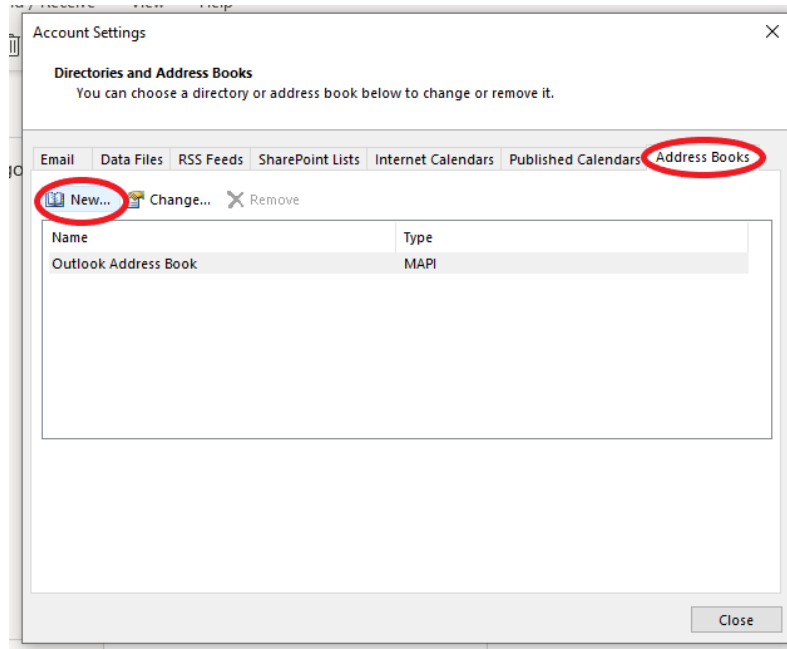 Account Settings
Directories and Address Books
You can choose a directory or address book below to change or remove it.
Email Data Files RSS Feeds SharePoint Lists Internet Calendars Published Calendars Address Books
New... Change... Remove
Name Type
Outlook Address Book MAPI
Close